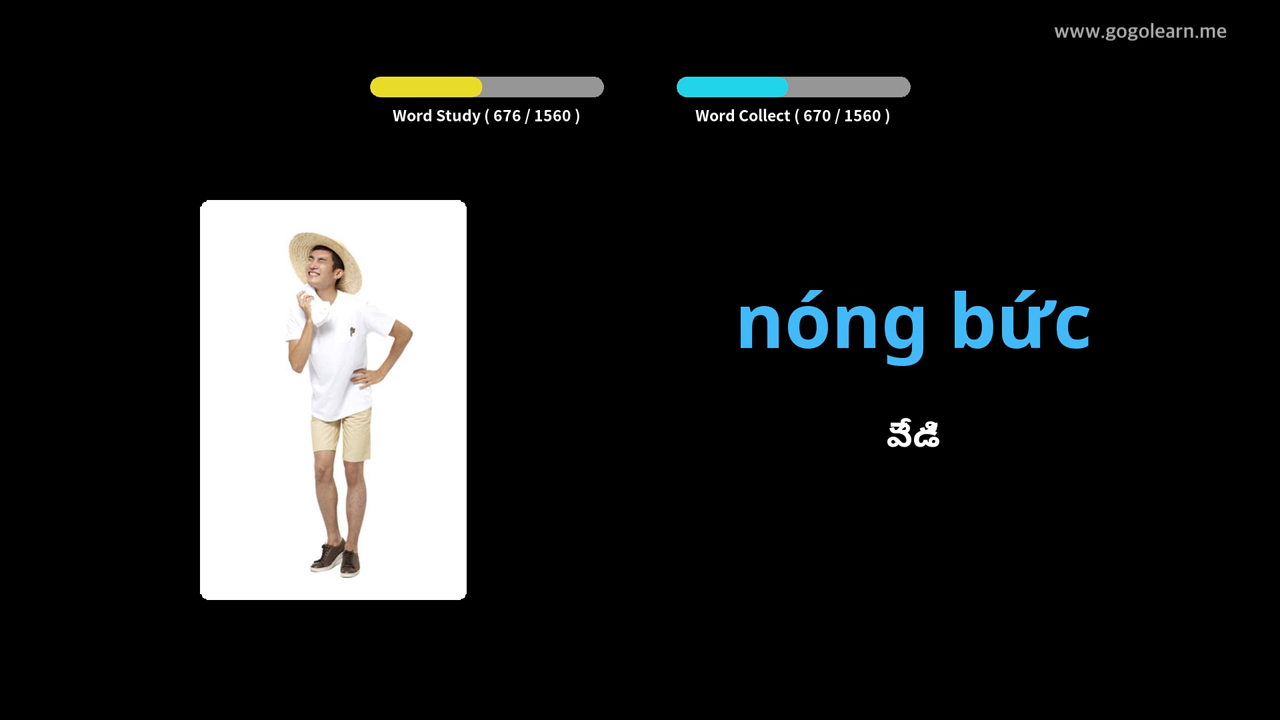 www.gogolearn.me
Word Study ( 676 / 1560 )
Word Collect ( 670 / 1560 )
nóng bức
వేడి